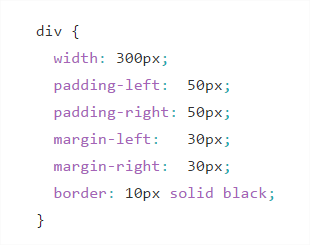 div {
  width: 300px;
  padding-left:  50px;
  padding-right: 50px;
  margin-left:   30px;
  margin-right:  30px;
  border: 10px solid black;
}